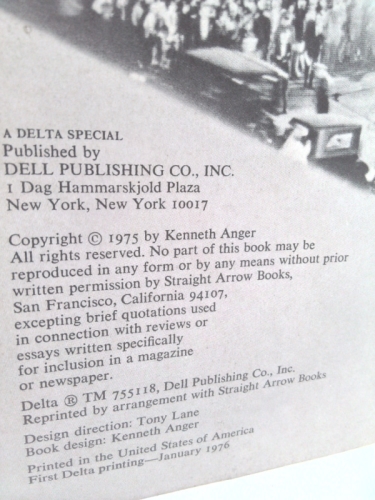 A DELTA SPECIAL
Published by
DELL PUBLISHING CO., INC.
1 Dag Hammarskjold Plaza
New York, New York 10017
Copyright © 1975 by Kenneth Anger
All rights reserved. No part of this book may be
reproduced in any form or by any means without prior
written permission by Straight Arrow Books,
San Francisco, California 94107,
excepting brief quotations used
in connection with reviews or
essays written specifically
for inclusion in a magazine
or newspaper.
Delta ® TM 755118, Dell Publishing Co., Inc.
Reprinted by arrangement with Straight Arrow Books
Design direction: Tony Lane
Book design: Kenneth Anger
Printed in the United States of America
First Delta printing—January 1976